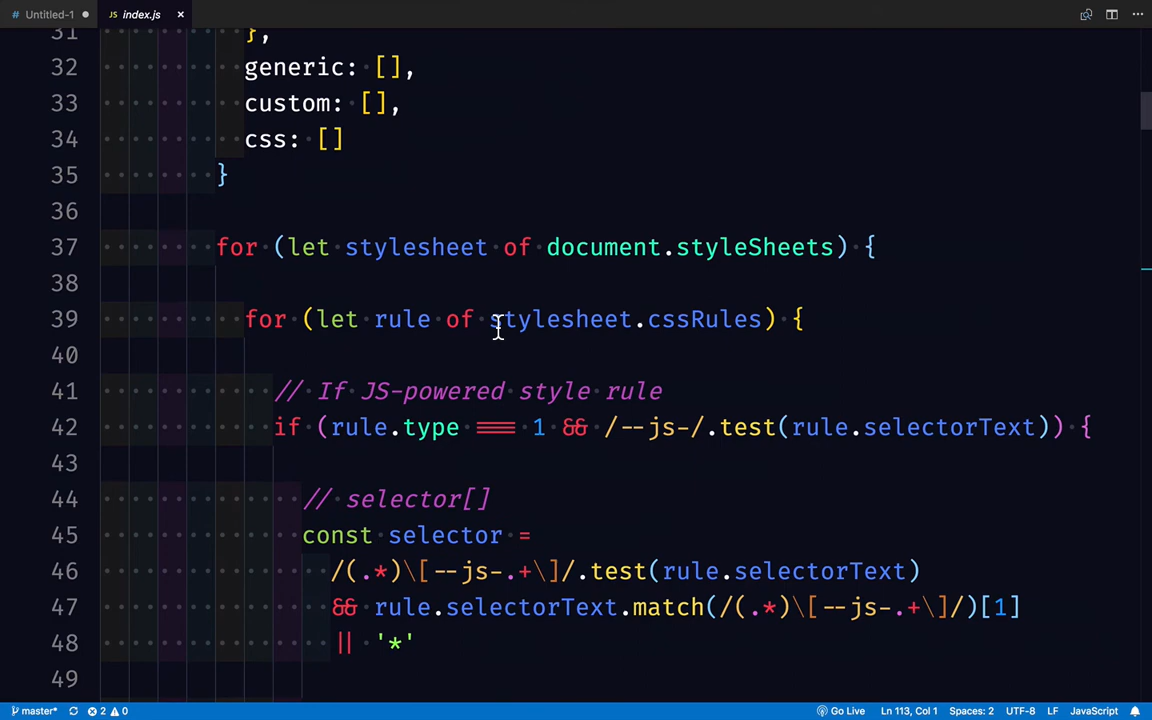 # Untitled-1 ● JS index.js ×
31 },
32 generic: [],
33 custom: [],
34 css: []
35 }
36
37 for (let stylesheet of document.styleSheets) {
38
39 for (let rule of stylesheet.cssRules) {
40
41 // If JS-powered style rule
42 if (rule.type === 1 && /--js-/.test(rule.selectorText)) {
43
44 // selector[]
45 const selector =
46 /(.*)\[--js-.+\]/.test(rule.selectorText)
47 && rule.selectorText.match(/(.*)\[--js-.+\]/)[1]
48 || '*'
49
master* 2 0 Go Live Ln 113, Col 1 Spaces: 2 UTF-8 LF JavaScript